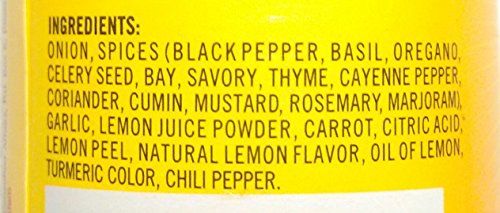 INGREDIENTS:
ONION, SPICES (BLACK PEPPER, BASIL, OREGANO,
CELERY SEED, BAY, SAVORY, THYME, CAYENNE PEPPER,
CORIANDER, CUMIN, MUSTARD, ROSEMARY, MARJORAM),
GARLIC, LEMON JUICE POWDER, CARROT, CITRIC ACID,*
LEMON PEEL, NATURAL LEMON FLAVOR, OIL OF LEMON,
TURMERIC COLOR, CHILI PEPPER.